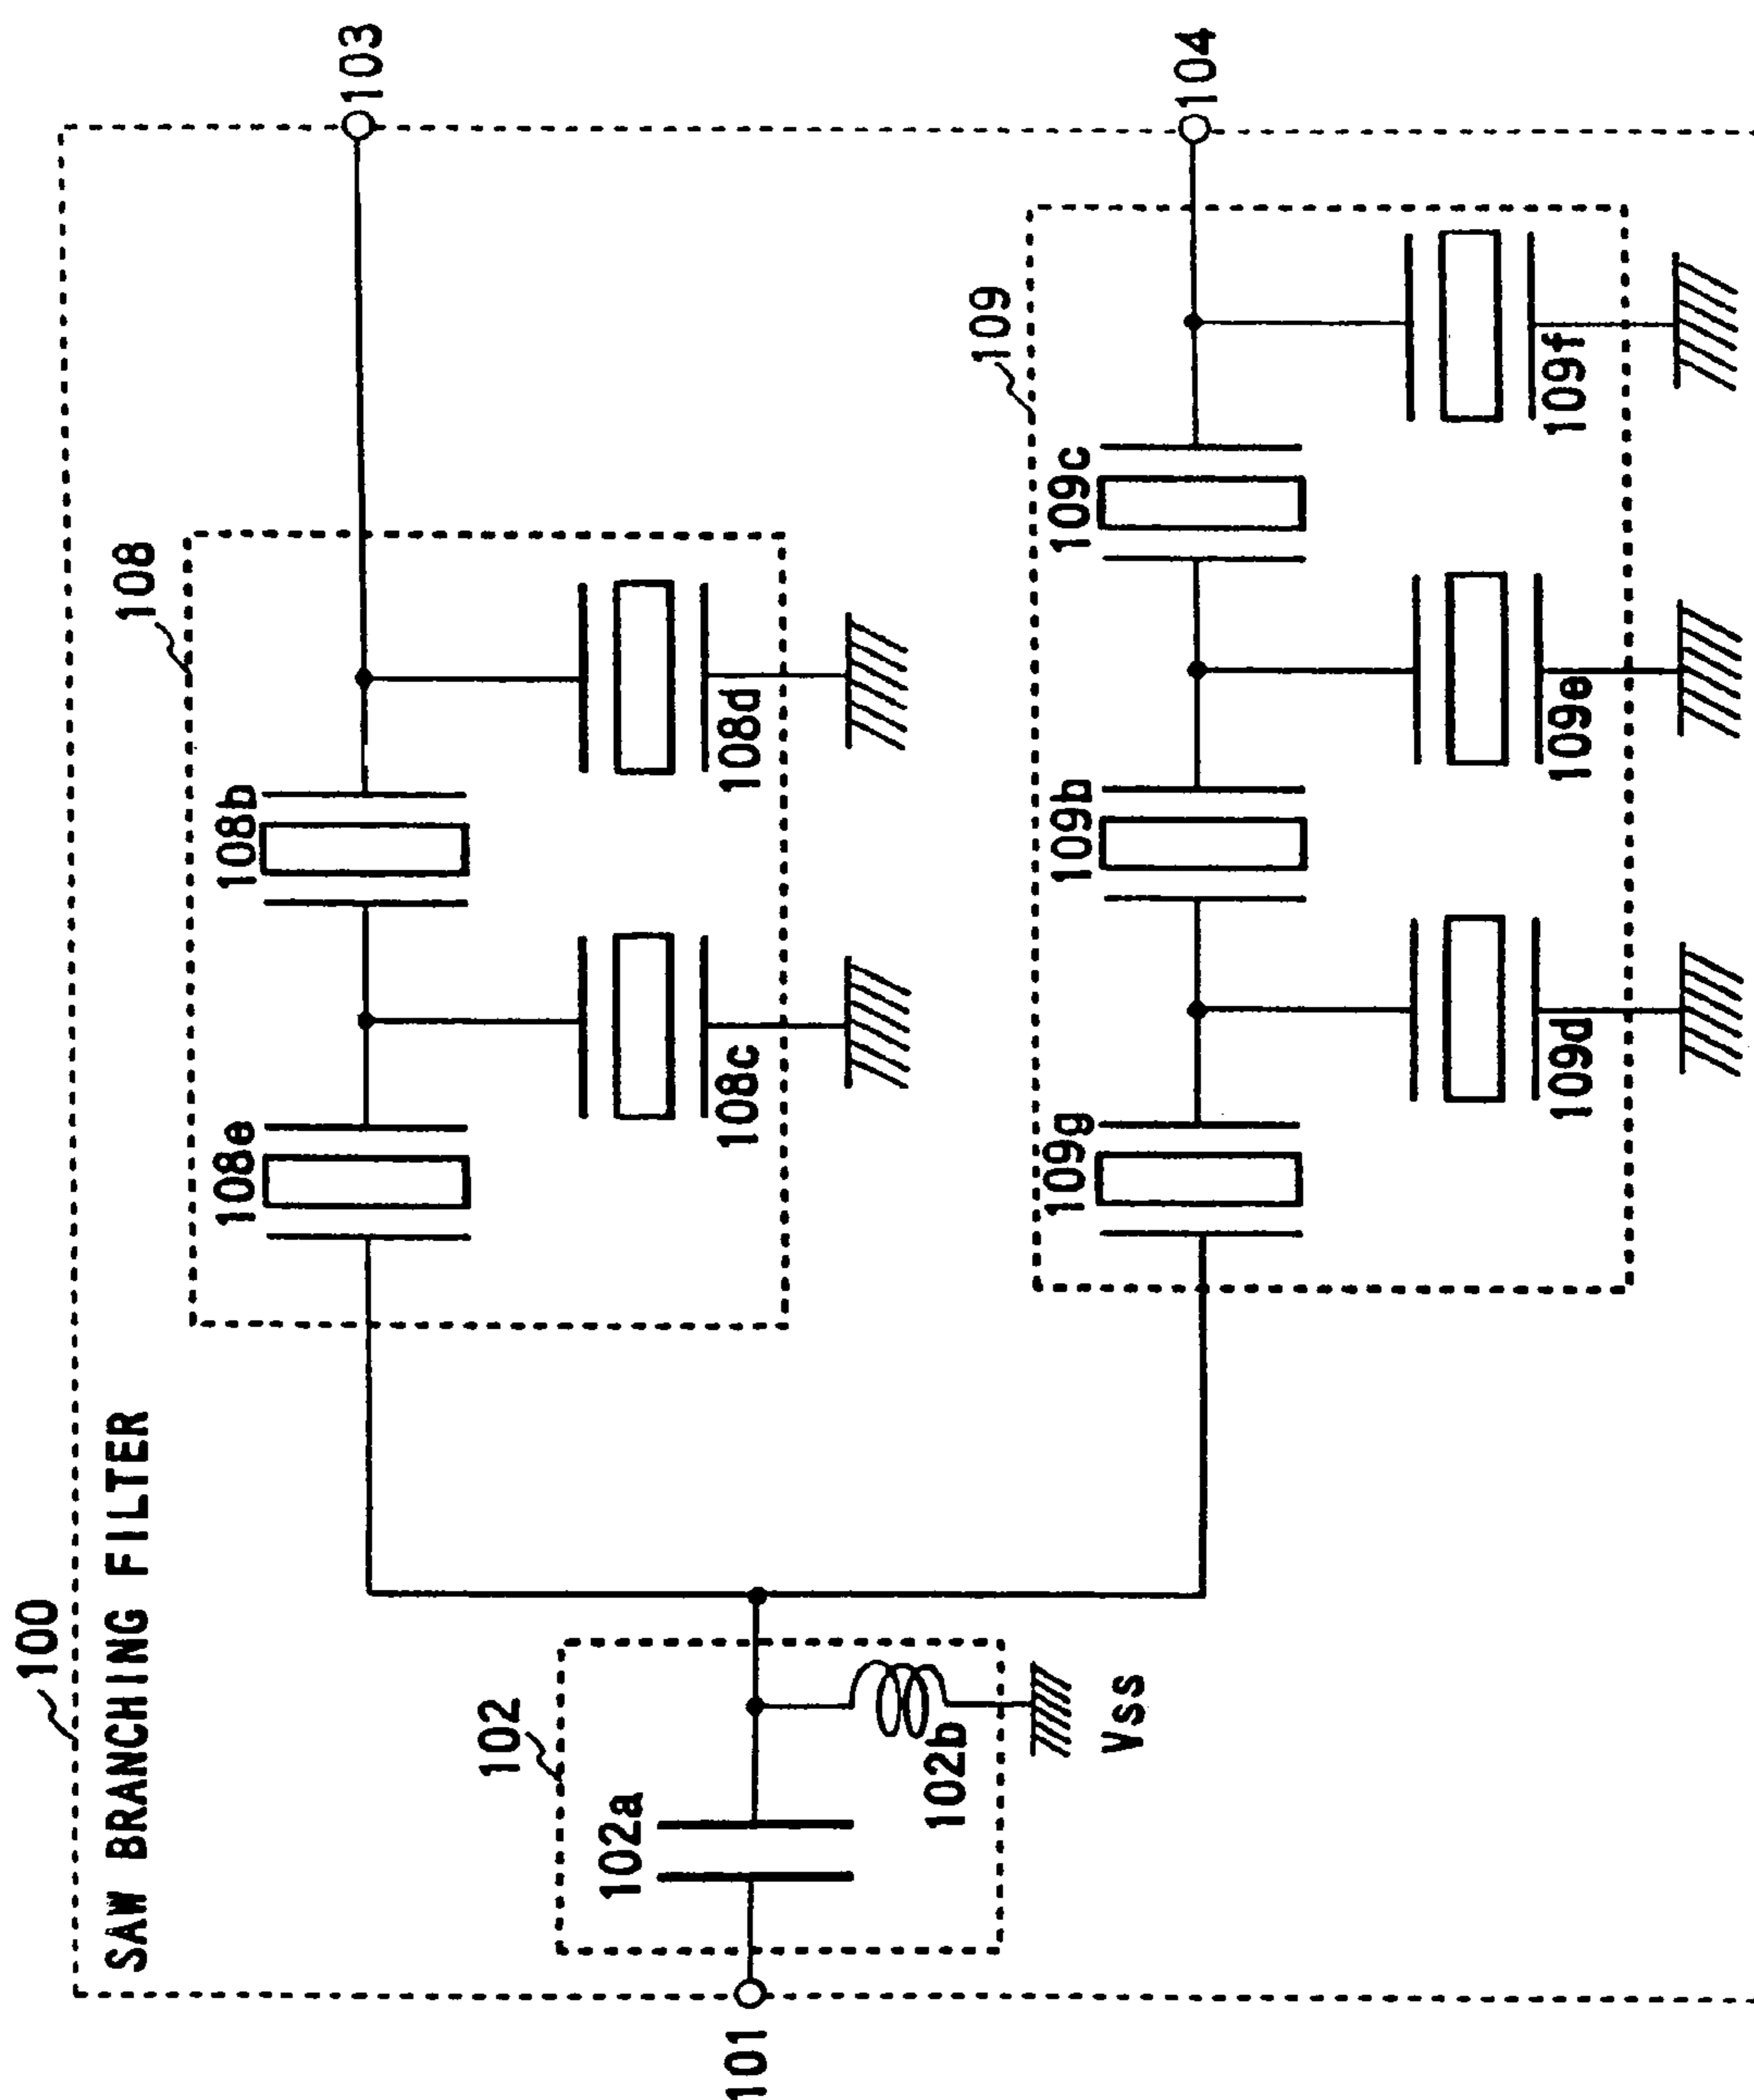 100
SAW BRANCHING FILTER
108
108e
108b
103
108c
108d
102
102a
102b
Vss
101
109
109g
109b
109c
104
109d
109e
109f